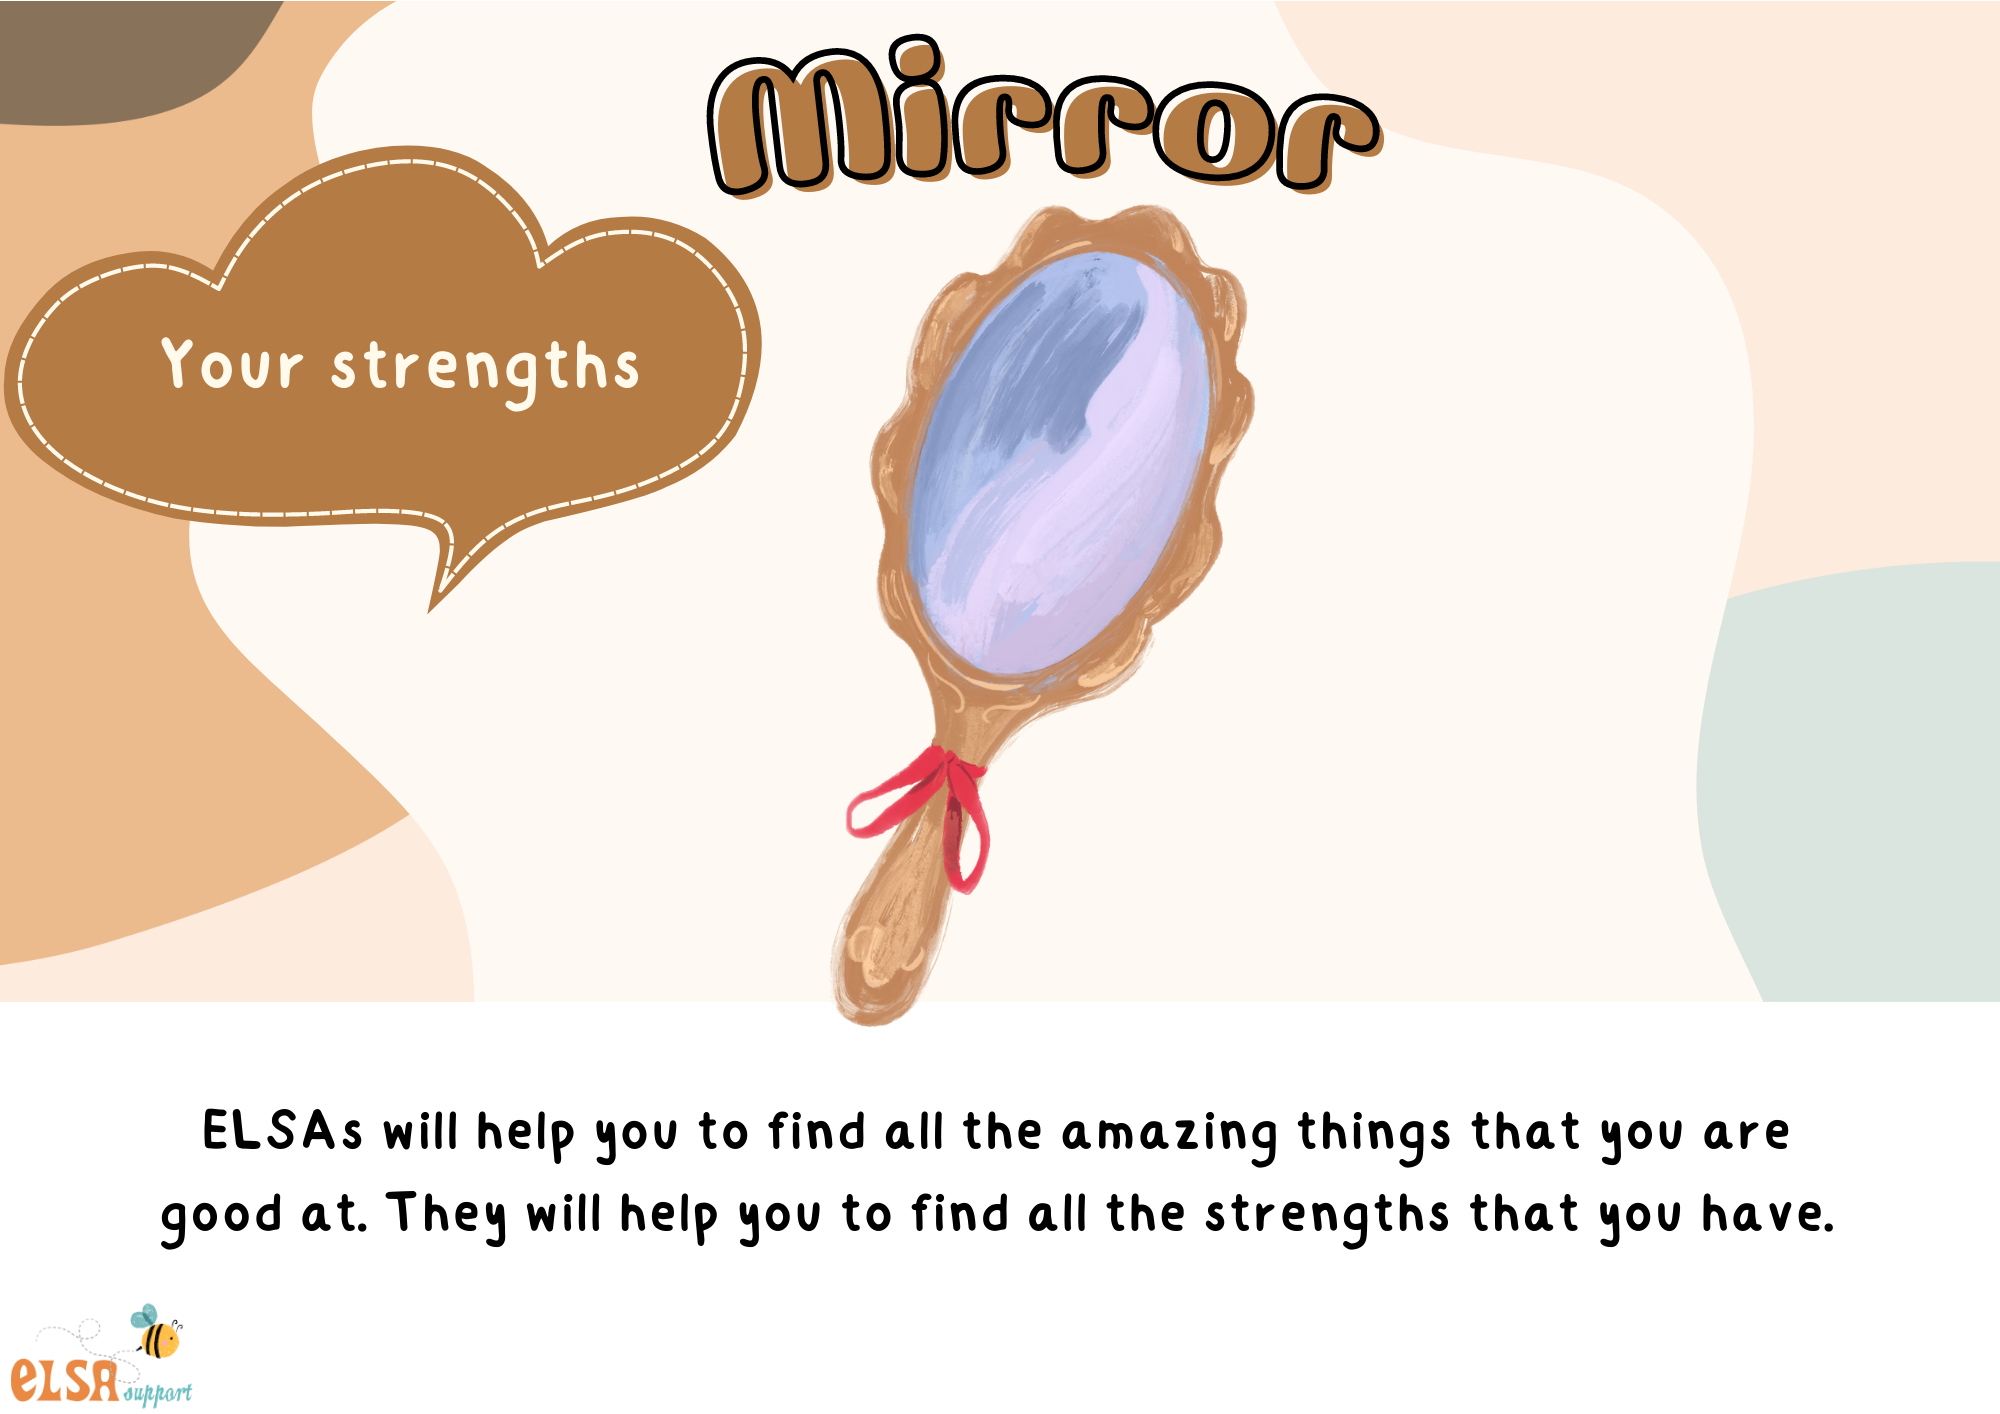 Mirror
Your strengths
ELSAs will help you to find all the amazing things that you are
good at. They will help you to find all the strengths that you have.
eLSA support